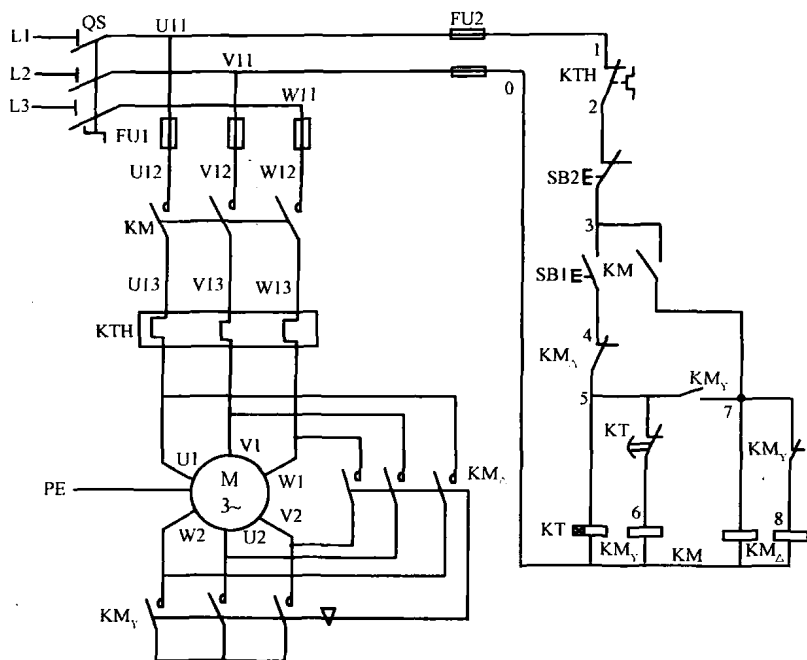 QS
U11
FU2
L1
1
V11
L2
KTH
W11
0
L3
2
FU1
U12
V12
W12
SB2
KM
3
U13
V13
W13
SB1
KM
KTH
4
KM△
5
KMY
7
KT
KMY
U1
V1
W1
KM△
M
3~
PE
W2
U2
V2
6
8
KT
KMY
KM
KM△
KMY